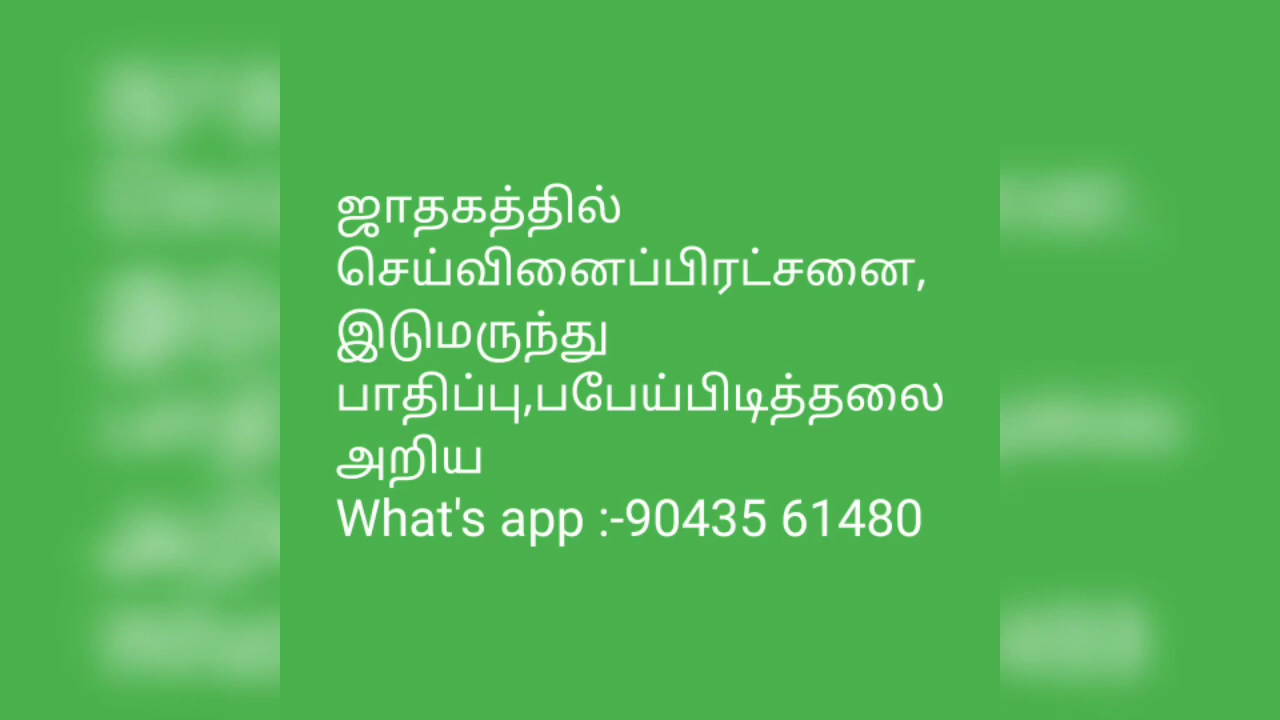 ஜாதகத்தில்
செய்வினைப்பிரட்சனை,
இடுமருந்து
பாதிப்பு,பபேய்பிடித்தலை
அறிய
What's app :-90435 61480